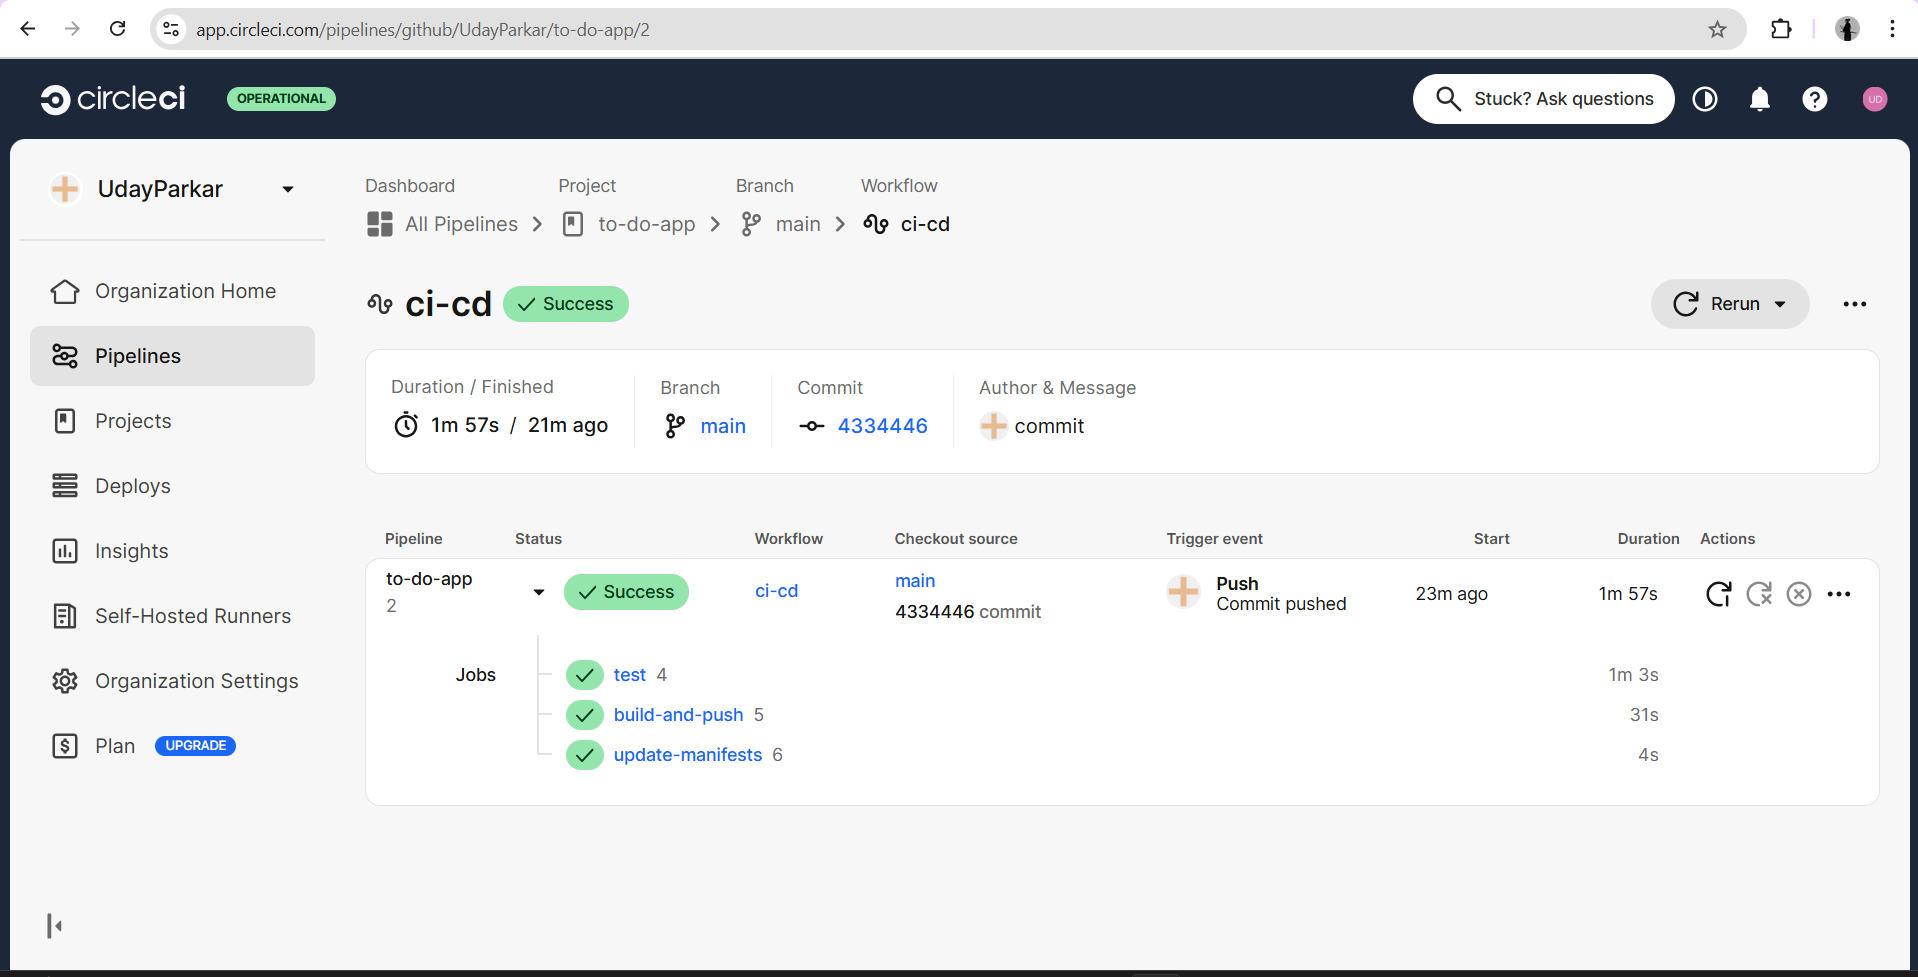 app.circleci.com/pipelines/github/UdayParkar/to-do-app/2
circleci
OPERATIONAL
Stuck? Ask questions
UD
UdayParkar
Organization Home
Pipelines
Projects
Deploys
Insights
Self-Hosted Runners
Organization Settings
Plan UPGRADE
Dashboard Project Branch Workflow
All Pipelines to-do-app main ci-cd
ci-cd Success
Rerun
Duration / Finished Branch Commit Author & Message
1m 57s / 21m ago main 4334446 commit
Pipeline Status Workflow Checkout source Trigger event Start Duration Actions
to-do-app
2
Success
ci-cd
main
4334446 commit
Push
Commit pushed
23m ago
1m 57s
Jobs
test 4 1m 3s
build-and-push 5 31s
update-manifests 6 4s